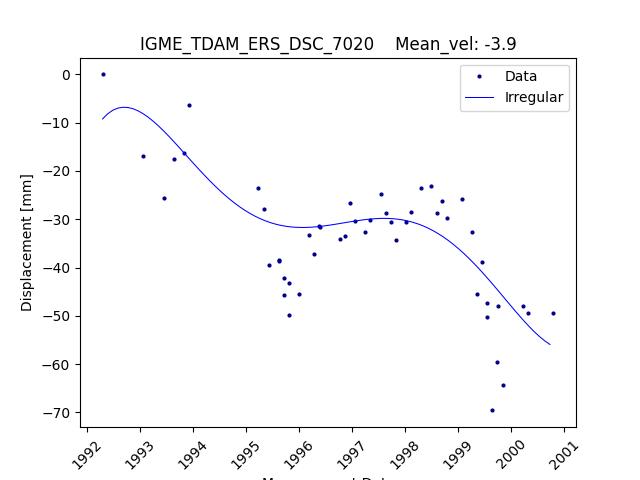 IGME_TDAM_ERS_DSC_7020    Mean_vel: -3.9
Data
Irregular
Displacement [mm]
0
−10
−20
−30
−40
−50
−60
−70
1992 1993 1994 1995 1996 1997 1998 1999 2000 2001